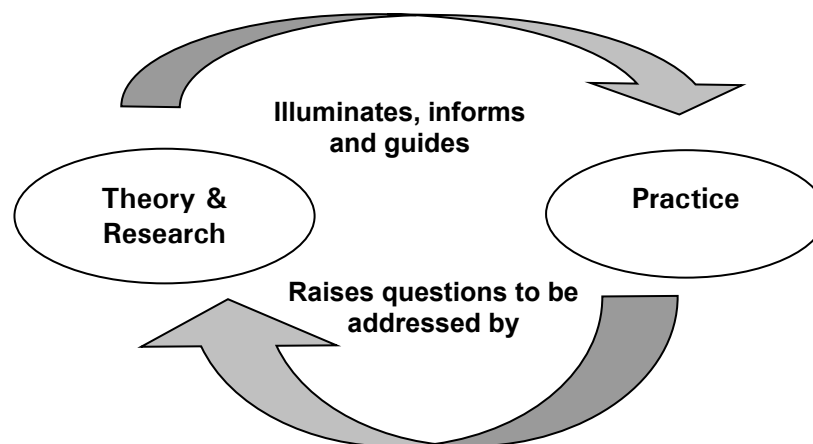 Illuminates, informs
and guides
Theory &
Research
Practice
Raises questions to be
addressed by